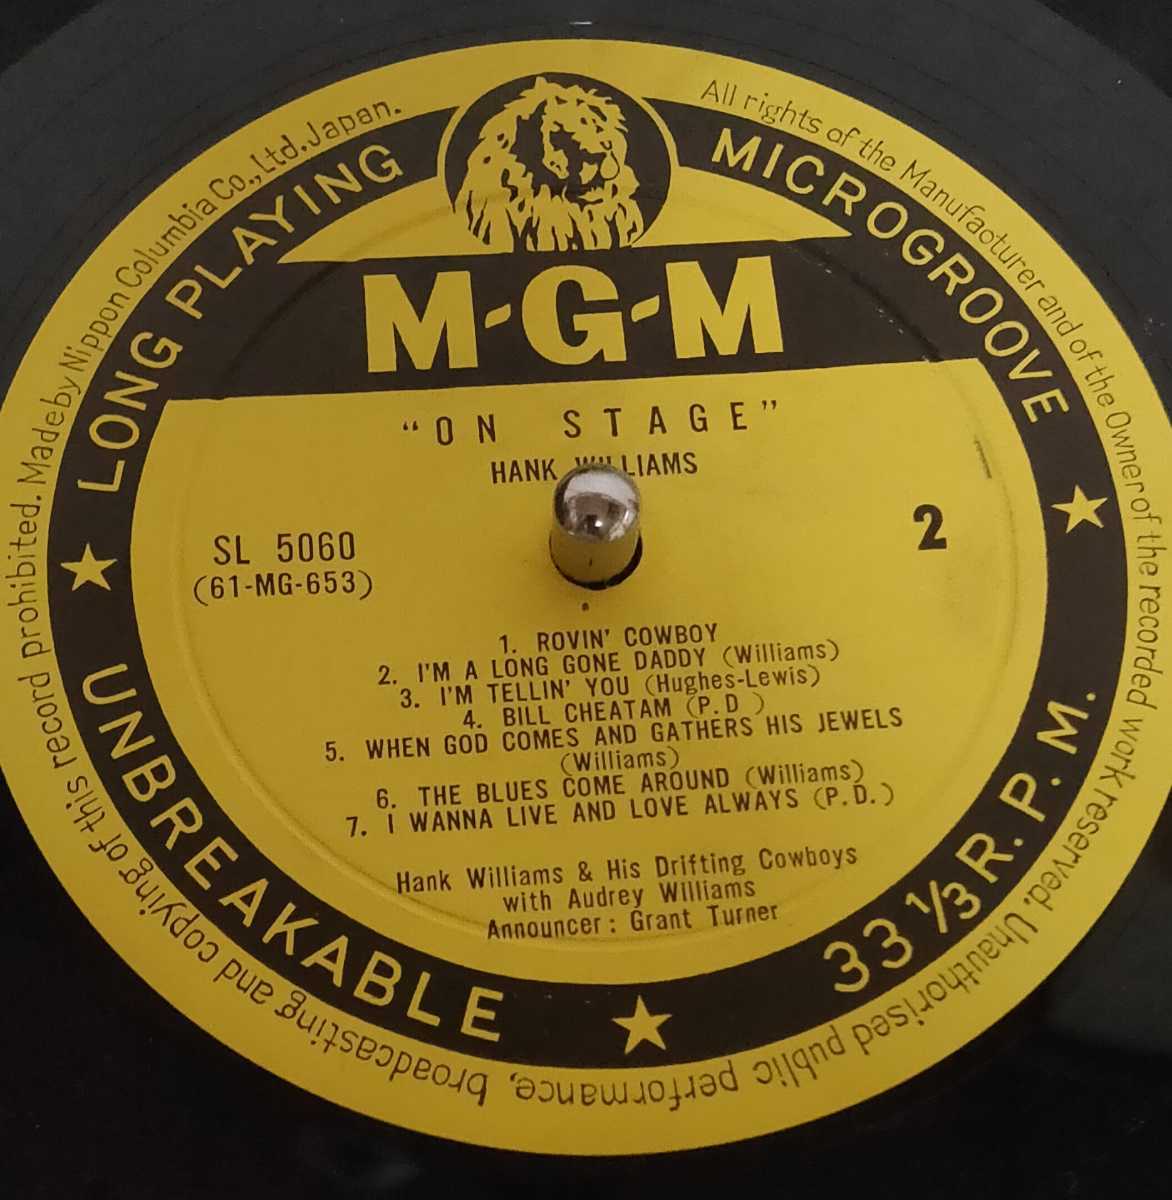 All rights of the Manufacturer and of the Owner of the recorded work reserved. Unauthorised public performance, broadcasting and copying of this record prohibited. Made by Nippon Columbia Co., Ltd. Japan.
LONG PLAYING
MICROGROOVE
M-G-M
"ON STAGE"
HANK WILLIAMS
SL 5060
(61-MG-653)
2
1. ROVIN' COWBOY
2. I'M A LONG GONE DADDY (Williams)
3. I'M TELLIN' YOU (Hughes-Lewis)
4. BILL CHEATAM (P.D )
5. WHEN GOD COMES AND GATHERS HIS JEWELS
(Williams)
6. THE BLUES COME AROUND (Williams)
7. I WANNA LIVE AND LOVE ALWAYS (P.D.)
Hank Williams & His Drifting Cowboys
with Audrey Williams
Announcer: Grant Turner
UNBREAKABLE
33 1/3 R.P.M.